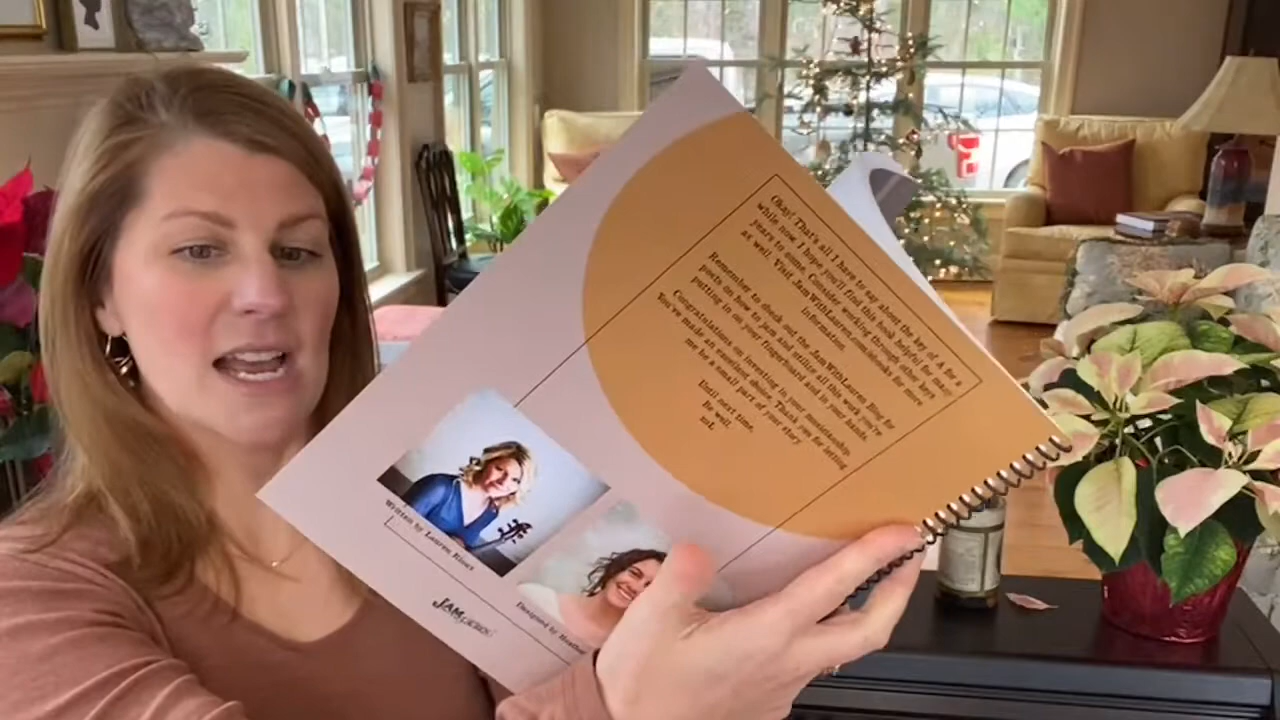 Okay! That's all I have to say about the key of A for a
while now. I hope you'll find this book helpful for many
years to come. Consider working through other keys
as well. Visit JamWithLauren.com/books for more
information.
Remember to check out the JamWithLauren Blog for
posts on how to jam and utilize all this work you're
putting in on your fingerboard and in your hands.
Congratulations on investing in your musicianship.
You've made an excellent choice. Thank you for letting
me be a small part of your story.
Until next time,
Be well,
Written by Lauren
Designed by Heather
JAM